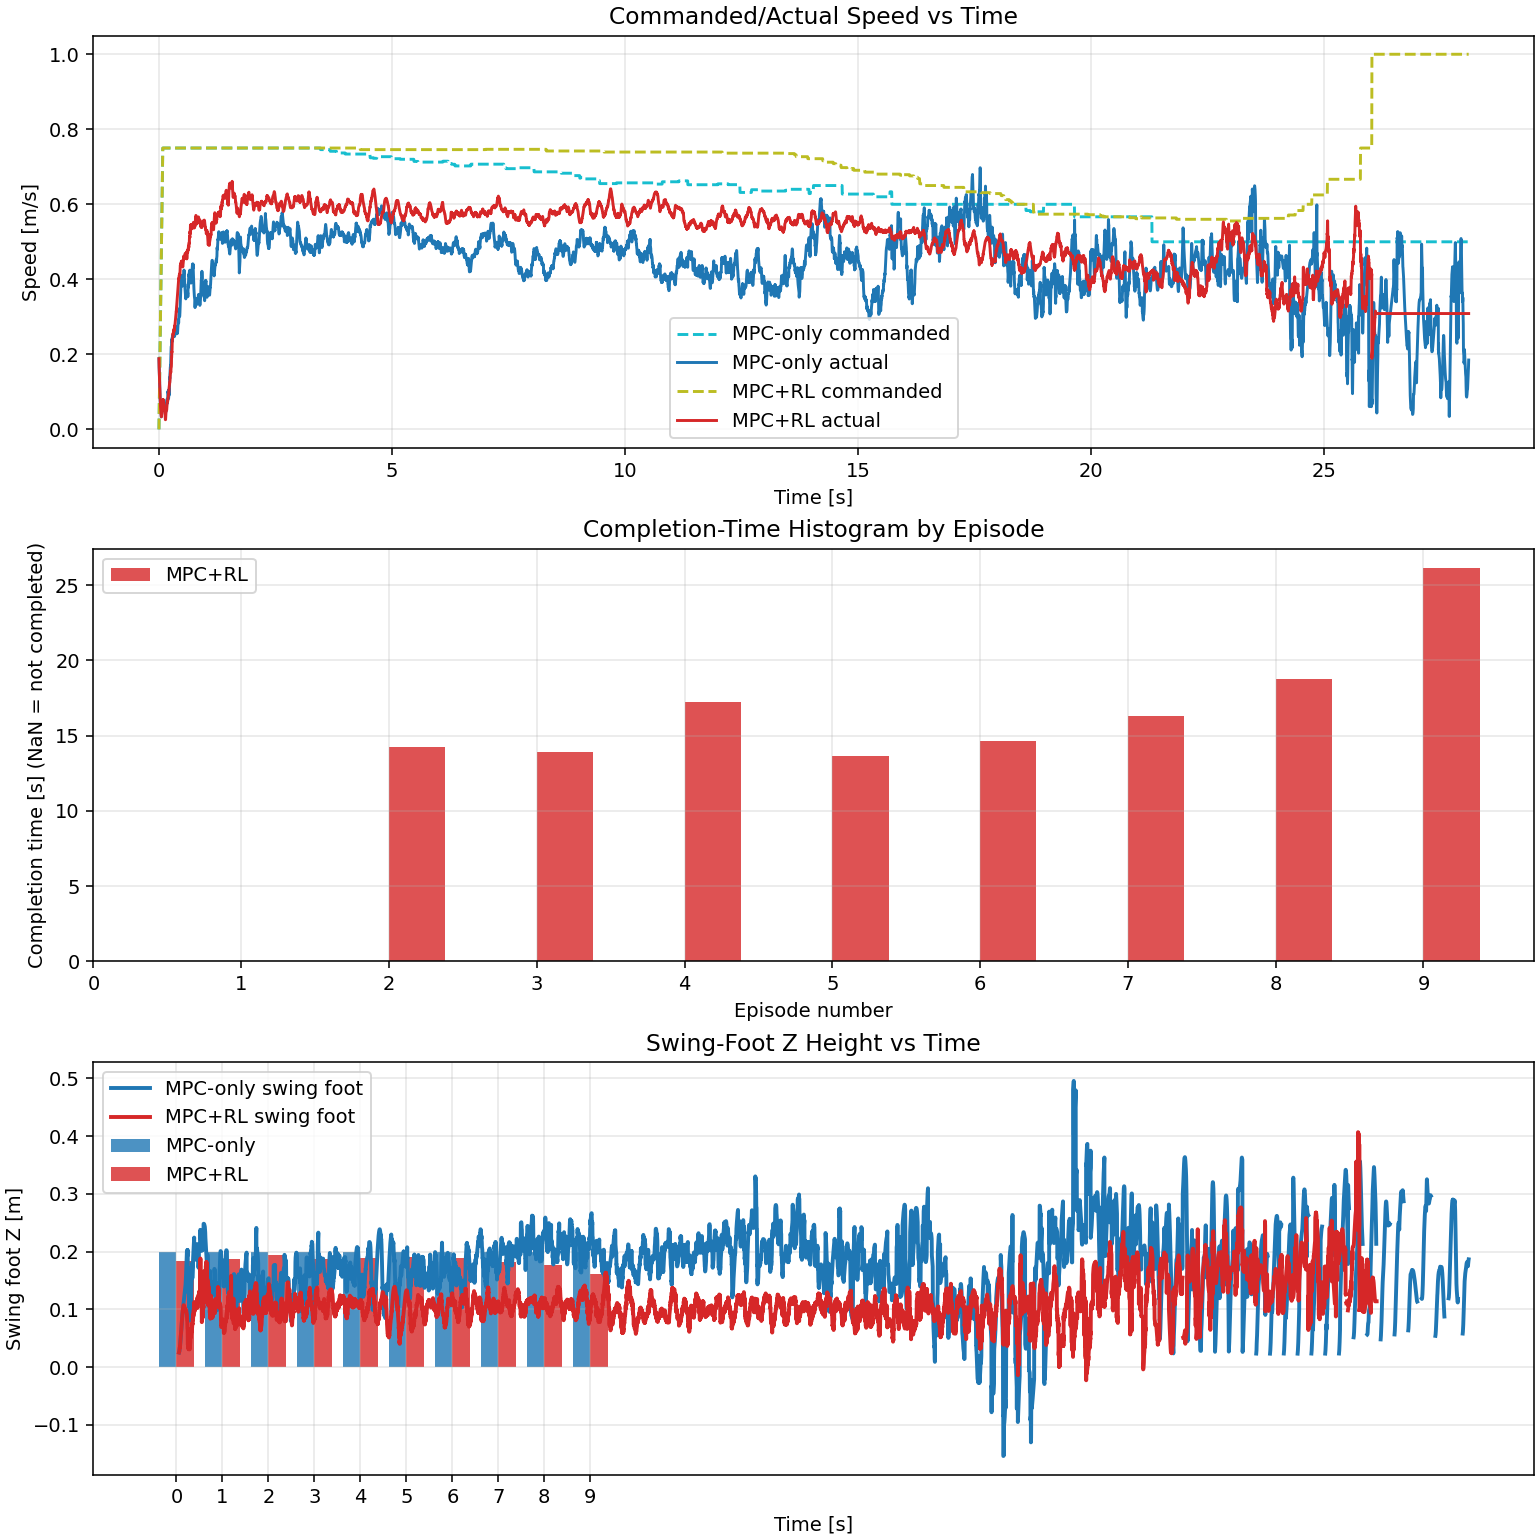 Commanded/Actual Speed vs Time
Speed [m/s]
1.0
0.8
0.6
0.4
0.2
0.0
MPC-only commanded
MPC-only actual
MPC+RL commanded
MPC+RL actual
0 5 10 15 20 25
Time [s]
Completion-Time Histogram by Episode
Completion time [s] (NaN = not completed)
25
20
15
10
5
0
MPC+RL
0 1 2 3 4 5 6 7 8 9
Episode number
Swing-Foot Z Height vs Time
Swing foot Z [m]
0.5
0.4
0.3
0.2
0.1
0.0
−0.1
MPC-only swing foot
MPC+RL swing foot
MPC-only
MPC+RL
0 1 2 3 4 5 6 7 8 9
Time [s]